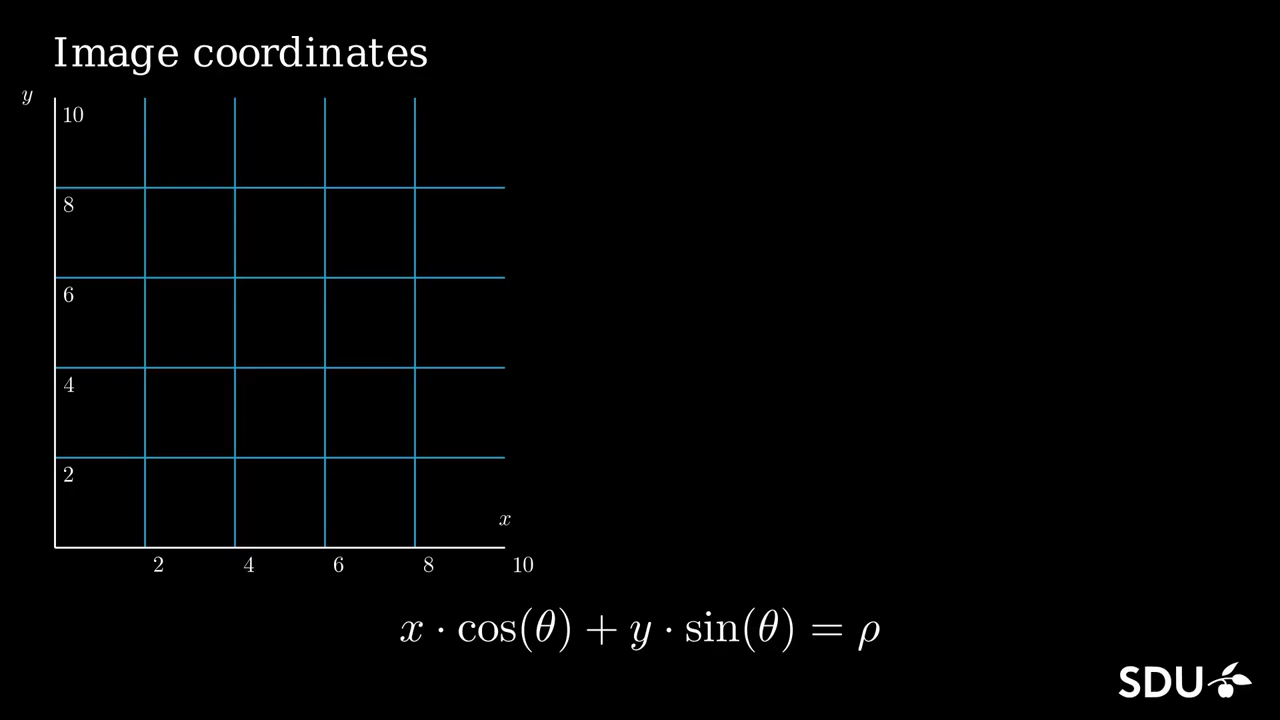 Image coordinates
y
10
8
6
4
2
x
2 4 6 8 10
x · cos(θ) + y · sin(θ) = ρ
SDU